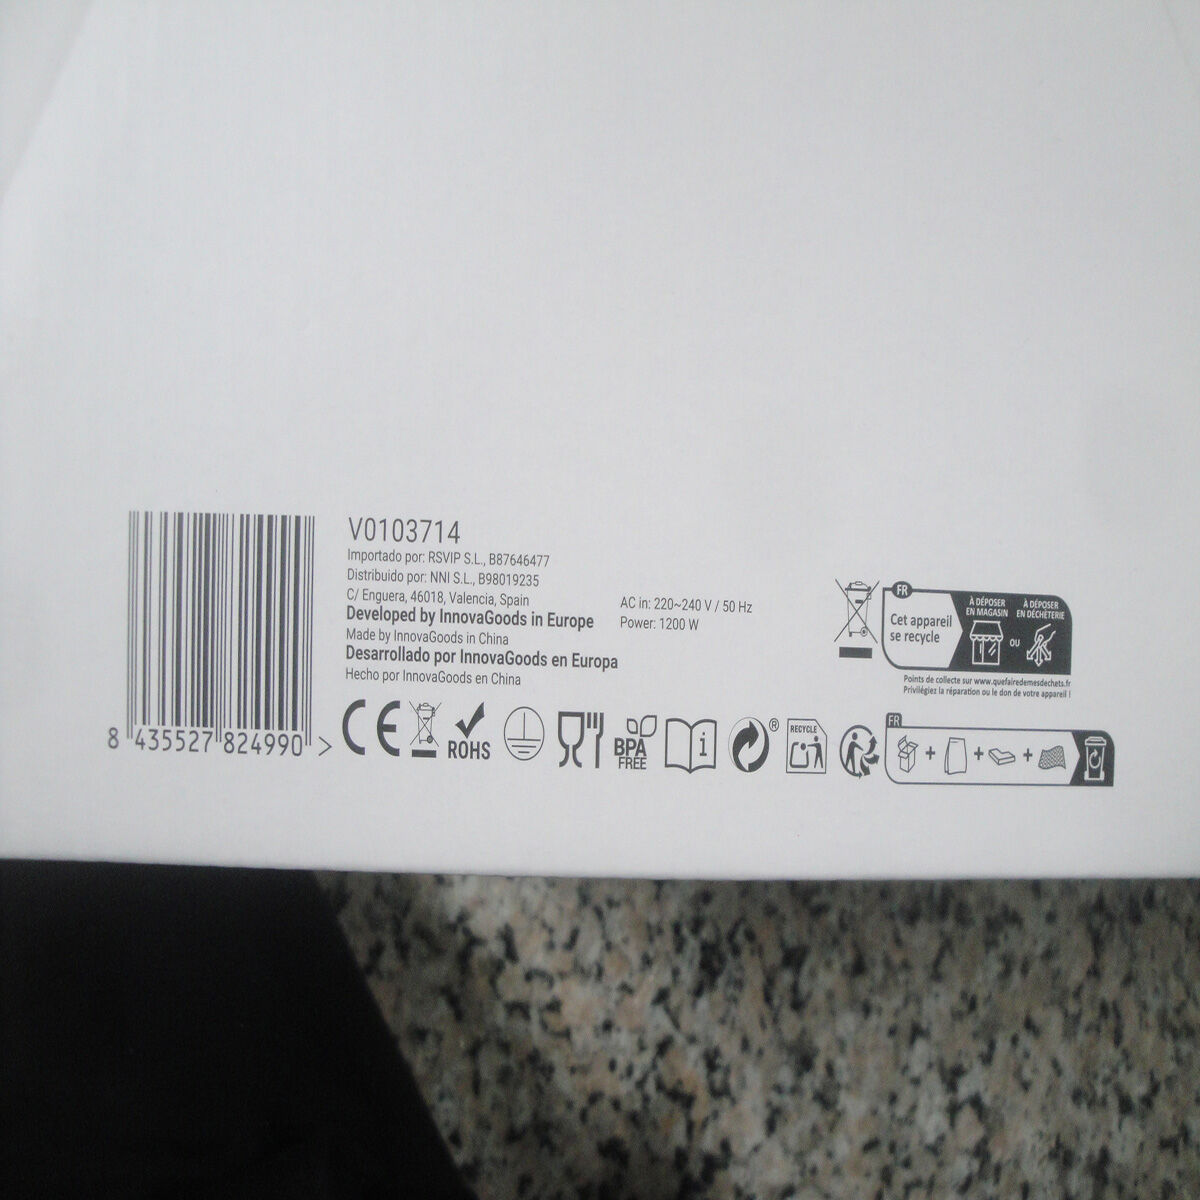 V0103714
Importado por: RSVIP S.L., B87646477
Distribuido por: NNI S.L., B98019235
C/ Enguera, 46018, Valencia, Spain
Developed by InnovaGoods in Europe
Made by InnovaGoods in China
Desarrollado por InnovaGoods en Europa
Hecho por InnovaGoods en China
AC in: 220~240 V / 50 Hz
Power: 1200 W
FR
Cet appareil
se recycle
À DÉPOSER
EN MAGASIN
OU
À DÉPOSER
EN DÉCHÈTERIE
Points de collecte sur www.quefairedemesdechets.fr
Privilégiez la réparation ou le don de votre appareil !
8 435527 824990 >
CE
ROHS
BPA
FREE
i
®
RECYCLE
FR
+ + +